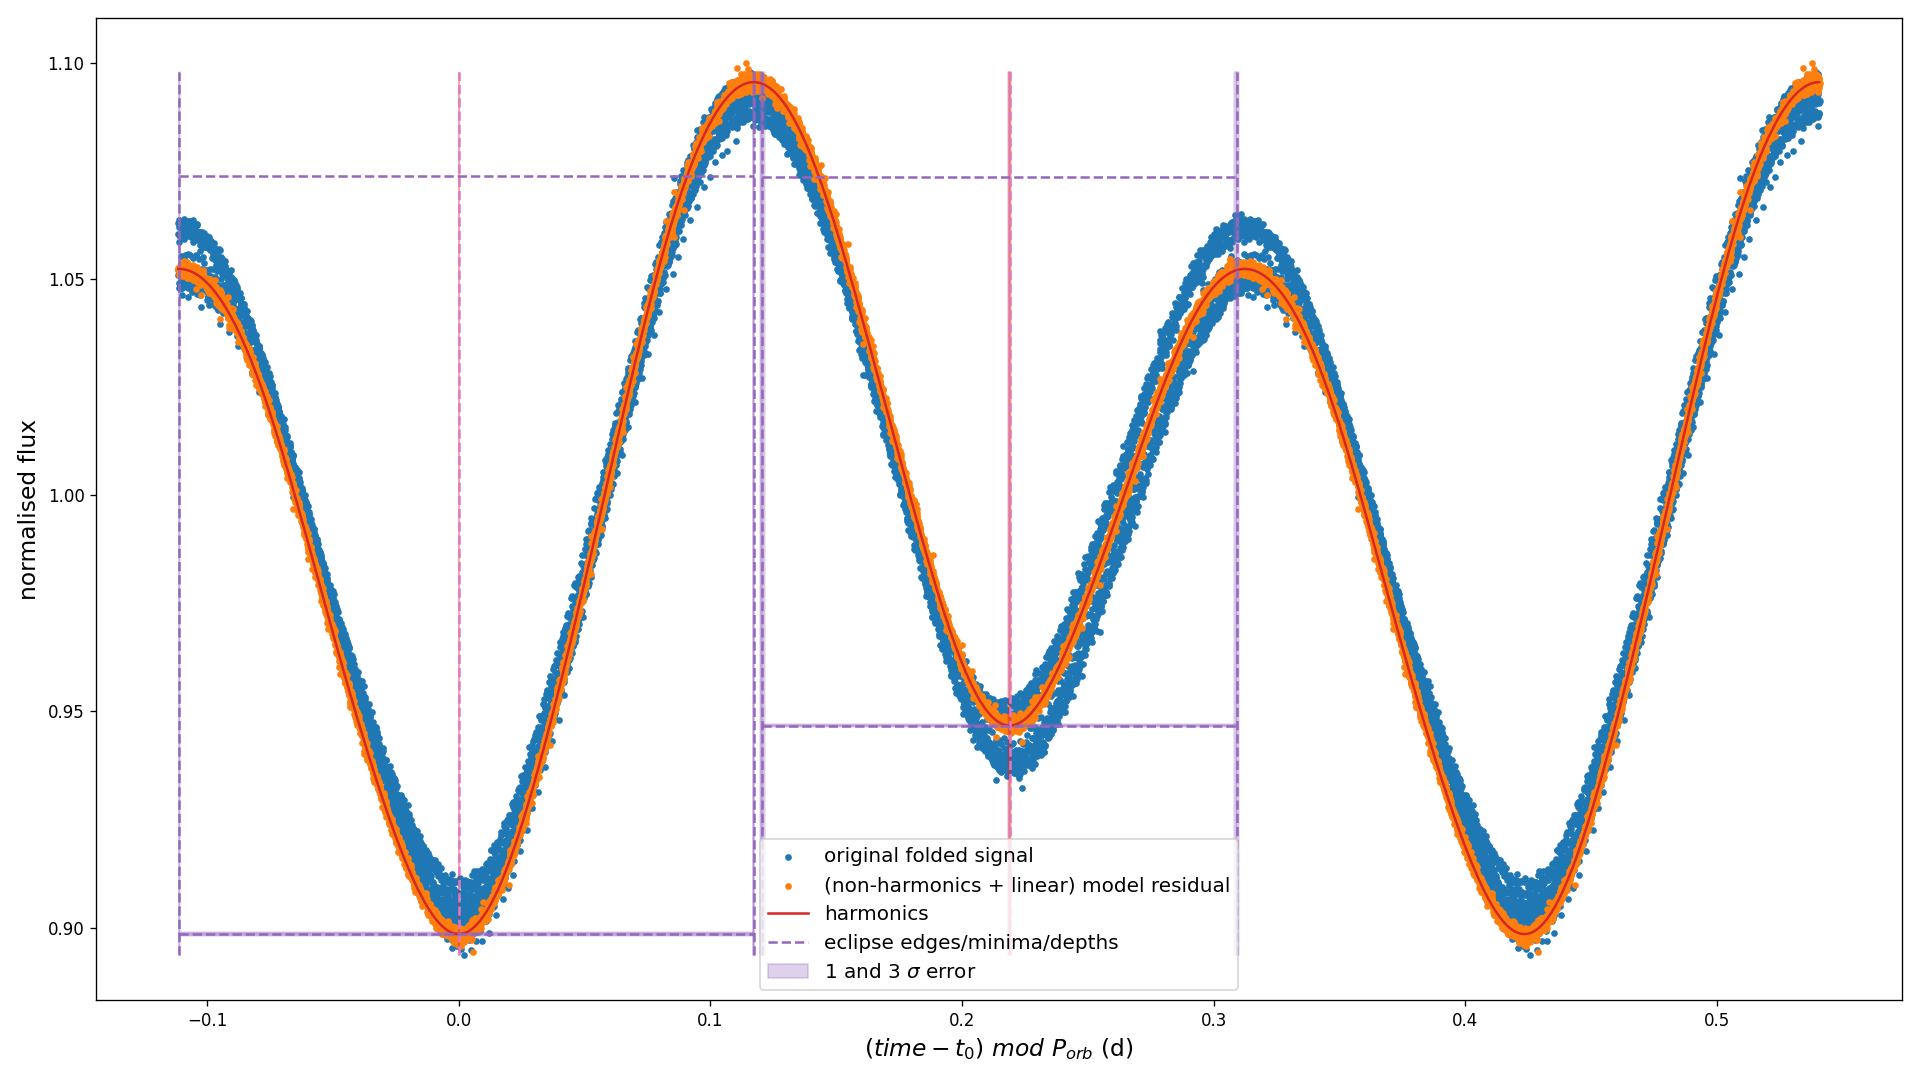 normalised flux
1.10
1.05
1.00
0.95
0.90
original folded signal
(non-harmonics + linear) model residual
harmonics
eclipse edges/minima/depths
1 and 3 σ error
−0.1
0.0
0.1
0.2
0.3
0.4
0.5
(time − t₀) mod P_orb (d)